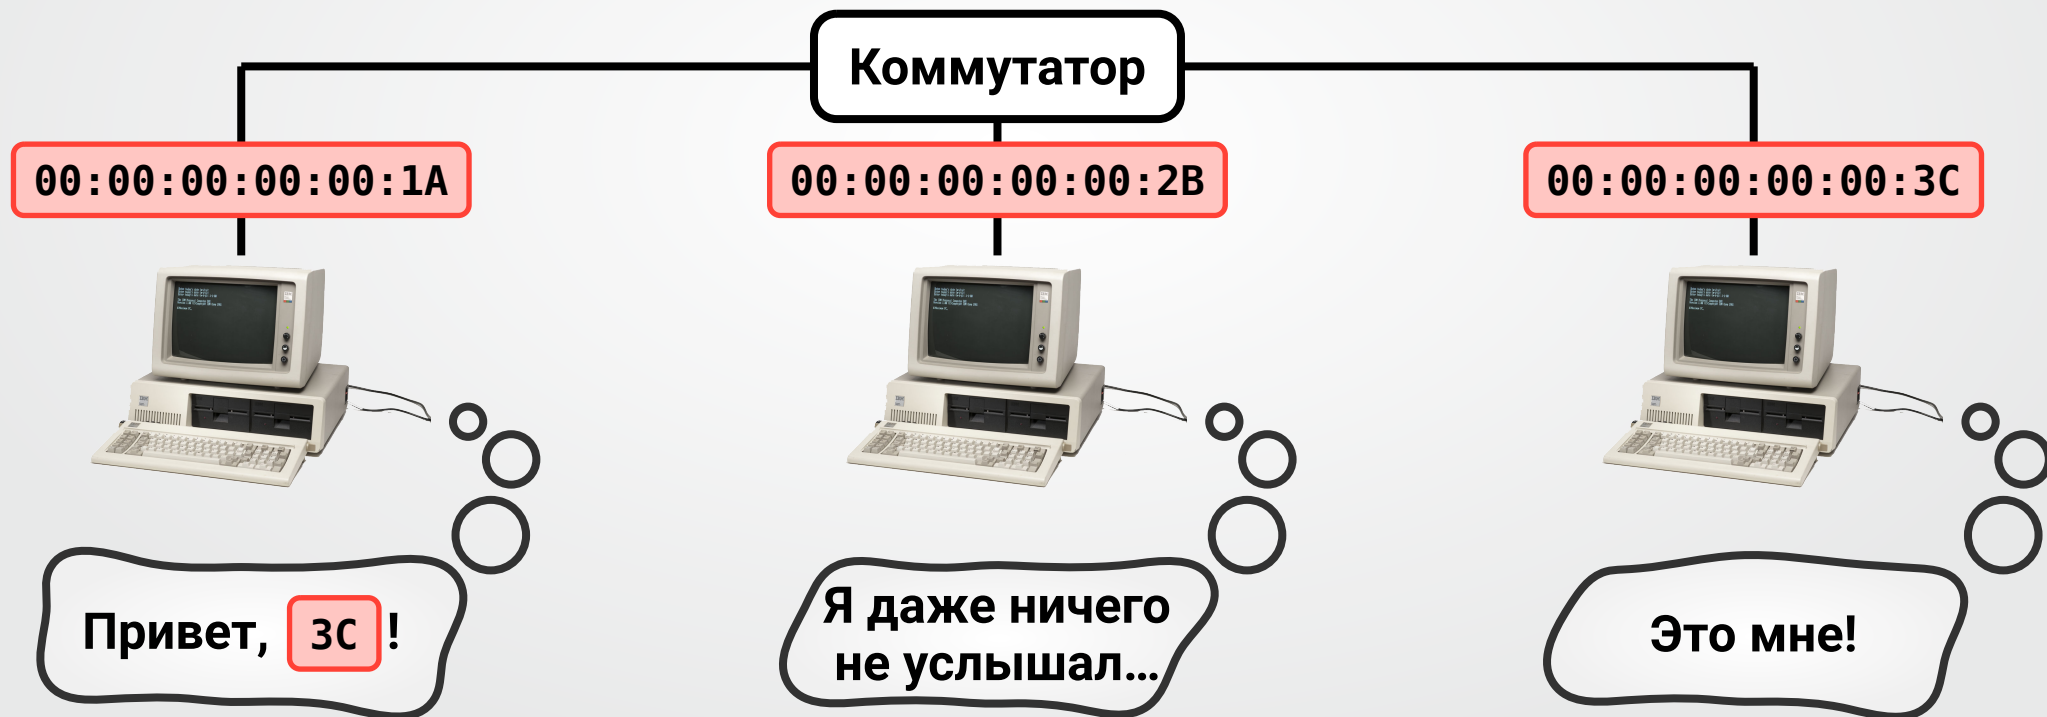 Коммутатор
00:00:00:00:00:1A
00:00:00:00:00:2B
00:00:00:00:00:3C
Привет, 3C!
Я даже ничего
не услышал...
Это мне!